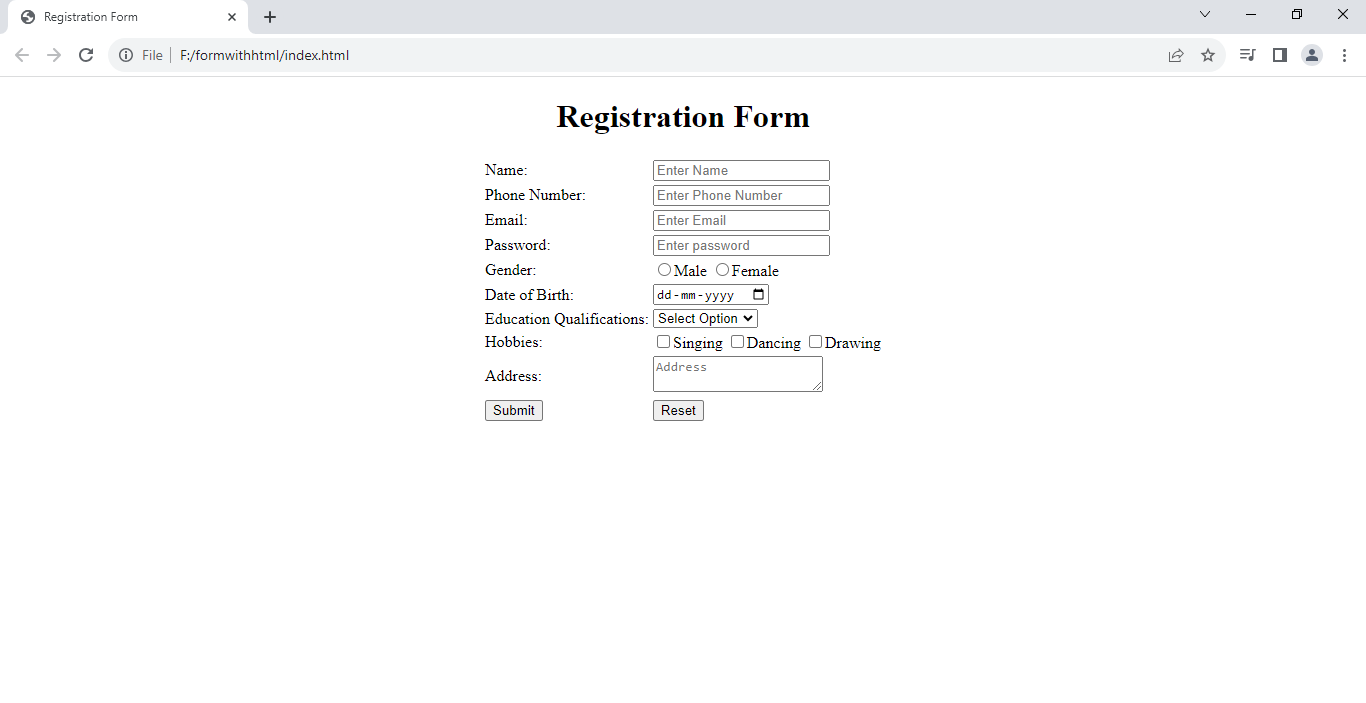 Registration Form
File F:/formwithhtml/index.html
Registration Form
Name: Enter Name
Phone Number: Enter Phone Number
Email: Enter Email
Password: Enter password
Gender: Male Female
Date of Birth: dd-mm-yyyy
Education Qualifications: Select Option
Hobbies: Singing Dancing Drawing
Address: Address
Submit Reset